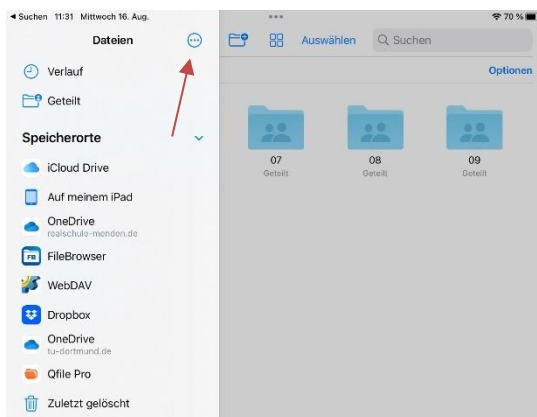 Suchen 11:31 Mittwoch 16. Aug.
70 %
Dateien
Auswählen
Suchen
Verlauf
Optionen
Geteilt
Speicherorte
iCloud Drive
07
08
09
Geteilt
Geteilt
Geteilt
Auf meinem iPad
OneDrive
realschule-menden.de
FR
FileBrowser
WebDAV
Dropbox
OneDrive
tu-dortmund.de
Qfile Pro
Zuletzt gelöscht